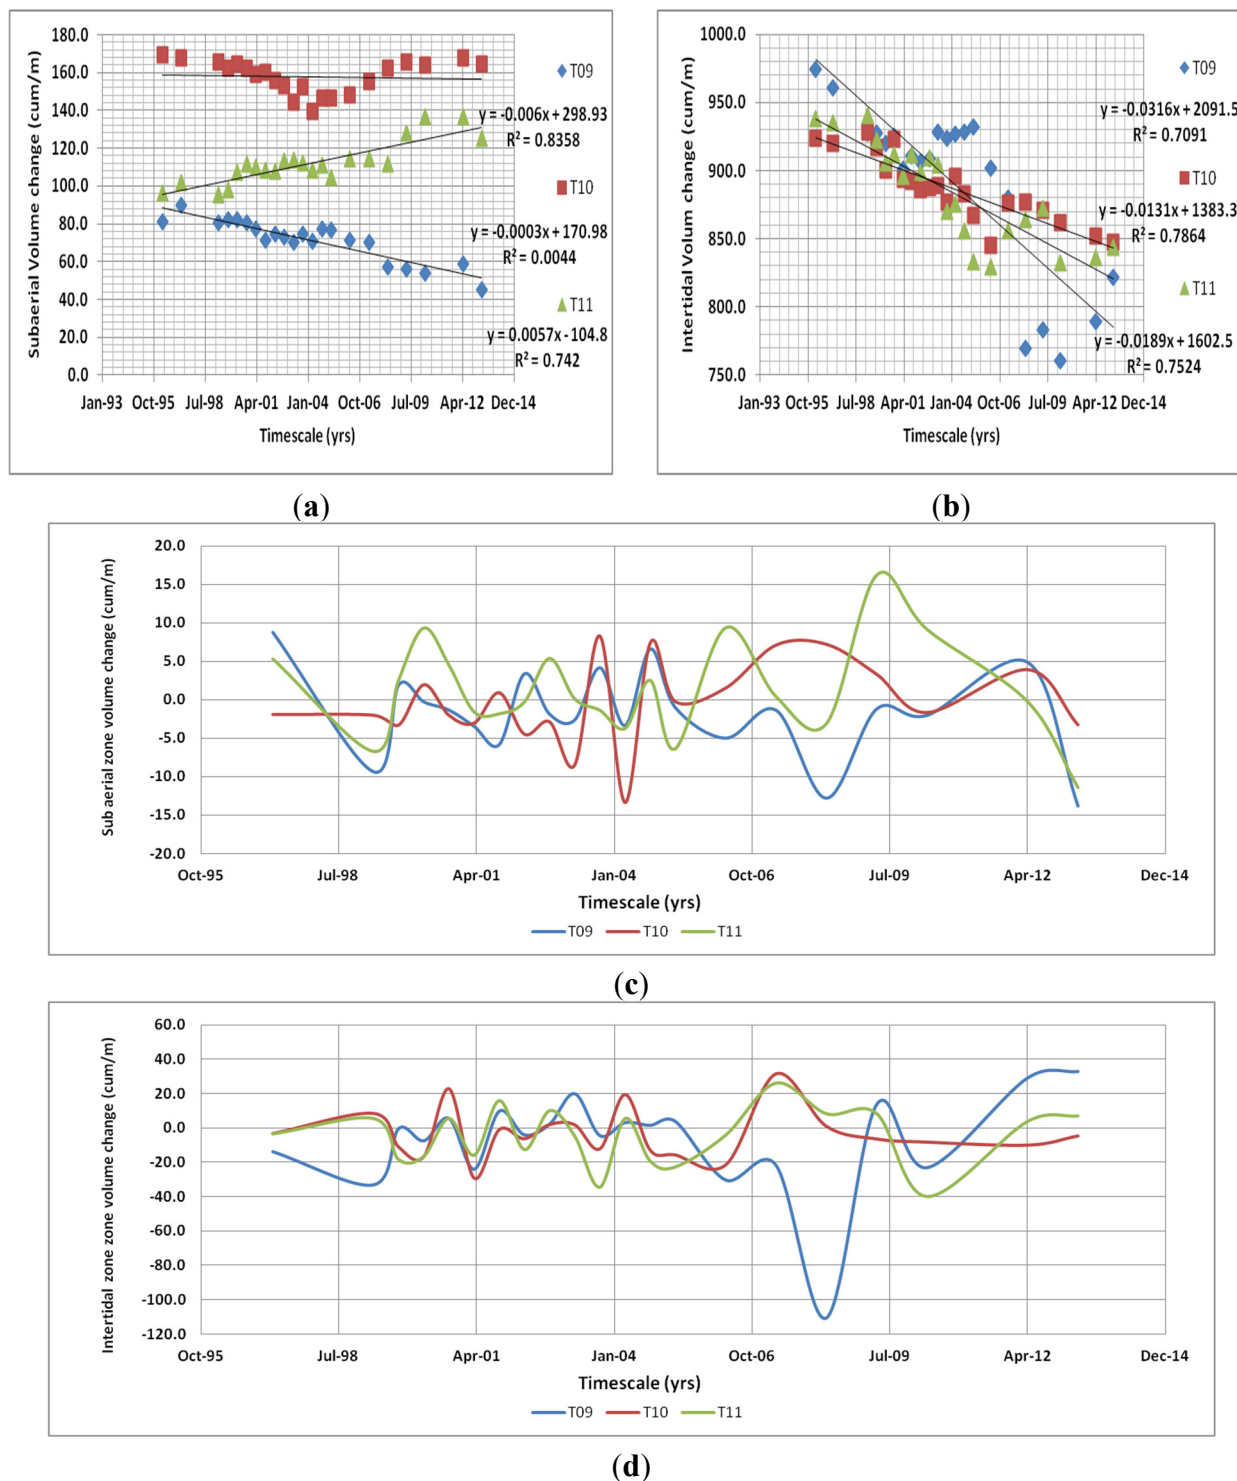 180.0
160.0
140.0
120.0
100.0
80.0
60.0
40.0
20.0
0.0
Subaerial Volume change (cum/m)
Jan-93 Oct-95 Jul-98 Apr-01 Jan-04 Oct-06 Jul-09 Apr-12 Dec-14
Timescale (yrs)
T09
y = -0.006x + 298.93
R² = 0.8358
T10
y = -0.0003x + 170.98
R² = 0.0044
T11
y = 0.0057x - 104.8
R² = 0.742
(a)
1000.0
950.0
900.0
850.0
800.0
750.0
Intertidal Volum change (cum/m)
Jan-93 Oct-95 Jul-98 Apr-01 Jan-04 Oct-06 Jul-09 Apr-12 Dec-14
Timescale (yrs)
T09
y = -0.0316x + 2091.5
R² = 0.7091
T10
y = -0.0131x + 1383.3
R² = 0.7864
T11
y = -0.0189x + 1602.5
R² = 0.7524
(b)
20.0
15.0
10.0
5.0
0.0
-5.0
-10.0
-15.0
-20.0
Sub aerial zone volume change (cum/m)
Oct-95 Jul-98 Apr-01 Jan-04 Oct-06 Jul-09 Apr-12 Dec-14
Timescale (yrs)
T09 T10 T11
(c)
60.0
40.0
20.0
0.0
-20.0
-40.0
-60.0
-80.0
-100.0
-120.0
Intertidal zone zone volume change (cum/m)
Oct-95 Jul-98 Apr-01 Jan-04 Oct-06 Jul-09 Apr-12 Dec-14
Timescale (yrs)
T09 T10 T11
(d)